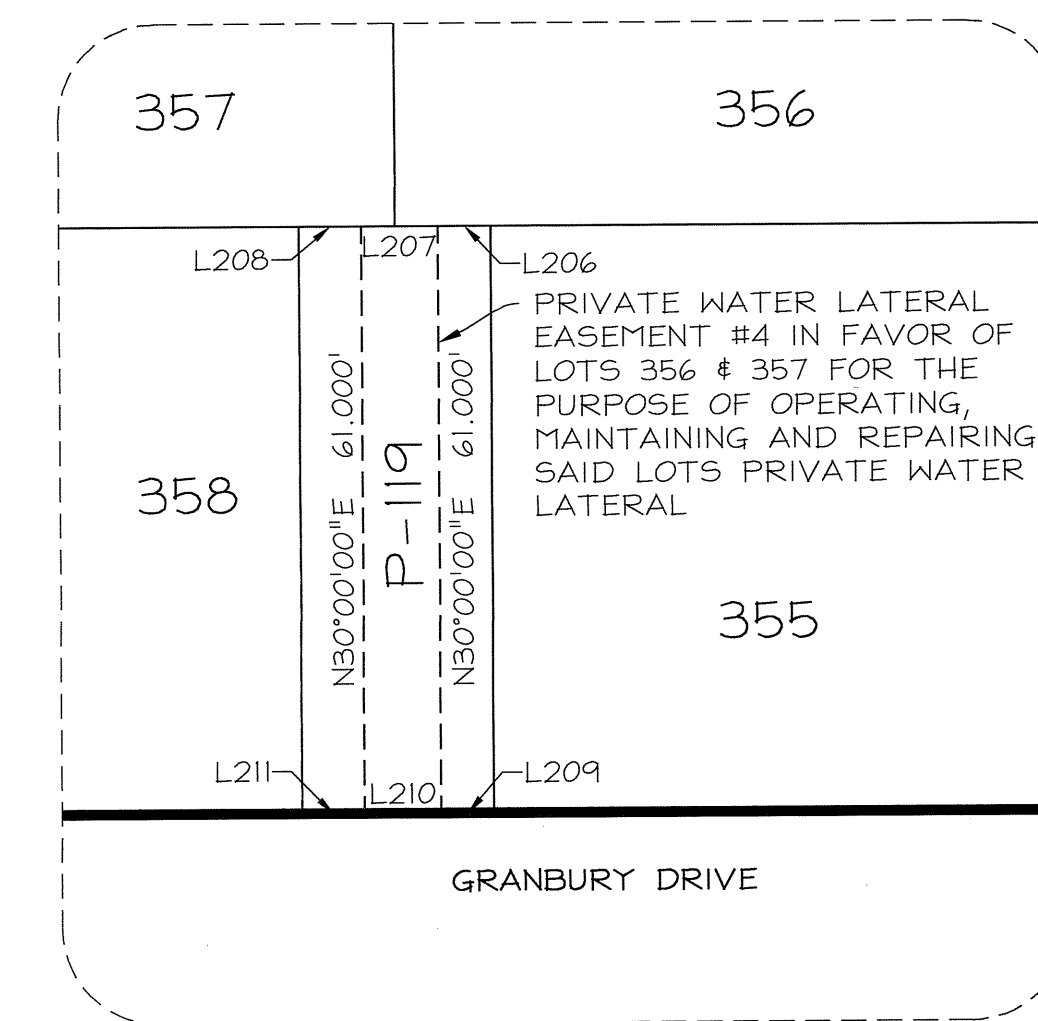 357
356
L208
L207
L206
PRIVATE WATER LATERAL
EASEMENT #4 IN FAVOR OF
LOTS 356 & 357 FOR THE
PURPOSE OF OPERATING,
MAINTAINING AND REPAIRING
SAID LOTS PRIVATE WATER
LATERAL
358
N30°00'00"E 61.000'
P-119
N30°00'00"E 61.000'
355
L211
L210
L209
GRANBURY DRIVE